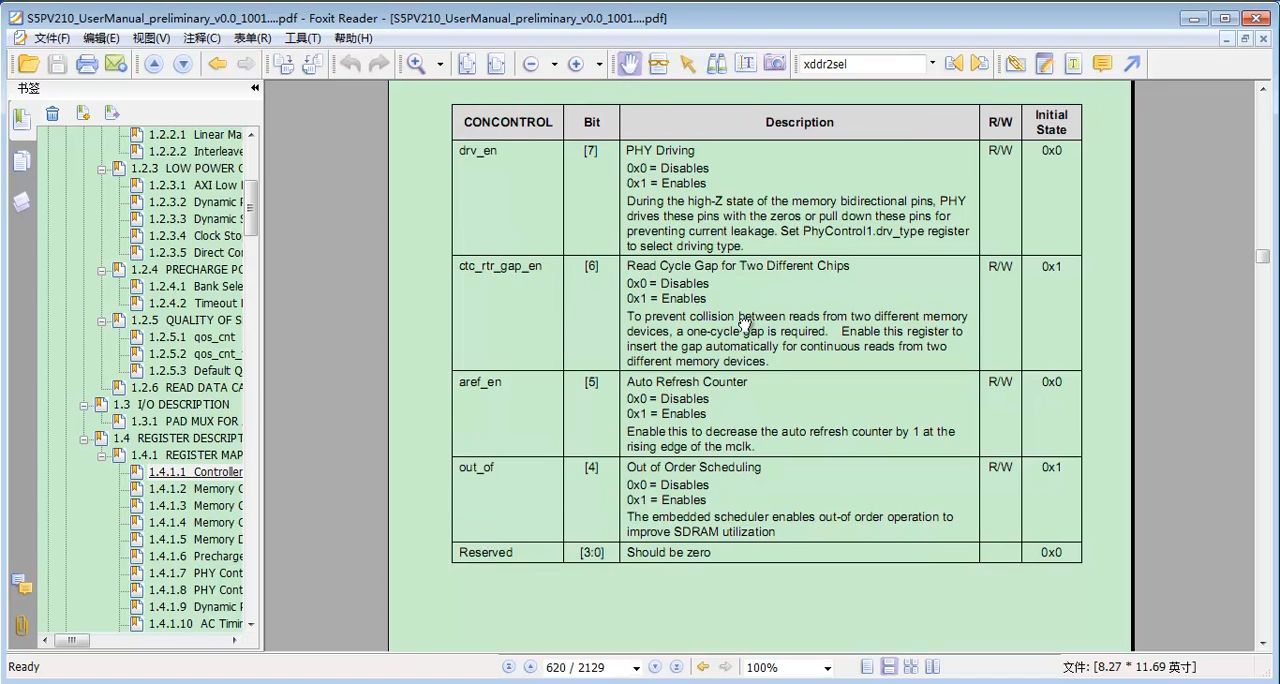 S5PV210_UserManual_preliminary_v0.0_1001....pdf - Foxit Reader - [S5PV210_UserManual_preliminary_v0.0_1001....pdf]
文件(F) 编辑(E) 视图(V) 注释(C) 表单(R) 工具(T) 帮助(H)
xddr2sel
书签
1.2.2.1 Linear Ma
1.2.2.2 Interleave
1.2.3 LOW POWER C
1.2.3.1 AXI Low I
1.2.3.2 Dynamic P
1.2.3.3 Dynamic S
1.2.3.4 Clock Sto
1.2.3.5 Direct Co
1.2.4 PRECHARGE PO
1.2.4.1 Bank Sele
1.2.4.2 Timeout I
1.2.5 QUALITY OF S
1.2.5.1 qos_cnt
1.2.5.2 qos_cnt_
1.2.5.3 Default Q
1.2.6 READ DATA CA
1.3 I/O DESCRIPTION
1.3.1 PAD MUX FOR
1.4 REGISTER DESCRIPT
1.4.1 REGISTER MAP
1.4.1.1 Controller
1.4.1.2 Memory C
1.4.1.3 Memory C
1.4.1.4 Memory C
1.4.1.5 Memory D
1.4.1.6 Precharge
1.4.1.7 PHY Cont
1.4.1.8 PHY Cont
1.4.1.9 Dynamic F
1.4.1.10 AC Timir
CONCONTROL Bit Description R/W Initial State
drv_en [7] PHY Driving R/W 0x0
0x0 = Disables
0x1 = Enables
During the high-Z state of the memory bidirectional pins, PHY
drives these pins with the zeros or pull down these pins for
preventing current leakage. Set PhyControl1.drv_type register
to select driving type.
ctc_rtr_gap_en [6] Read Cycle Gap for Two Different Chips R/W 0x1
0x0 = Disables
0x1 = Enables
To prevent collision between reads from two different memory
devices, a one-cycle gap is required. Enable this register to
insert the gap automatically for continuous reads from two
different memory devices.
aref_en [5] Auto Refresh Counter R/W 0x0
0x0 = Disables
0x1 = Enables
Enable this to decrease the auto refresh counter by 1 at the
rising edge of the mclk.
out_of [4] Out of Order Scheduling R/W 0x1
0x0 = Disables
0x1 = Enables
The embedded scheduler enables out-of order operation to
improve SDRAM utilization
Reserved [3:0] Should be zero 0x0
Ready 620 / 2129 100% 文件: [8.27 * 11.69 英寸]